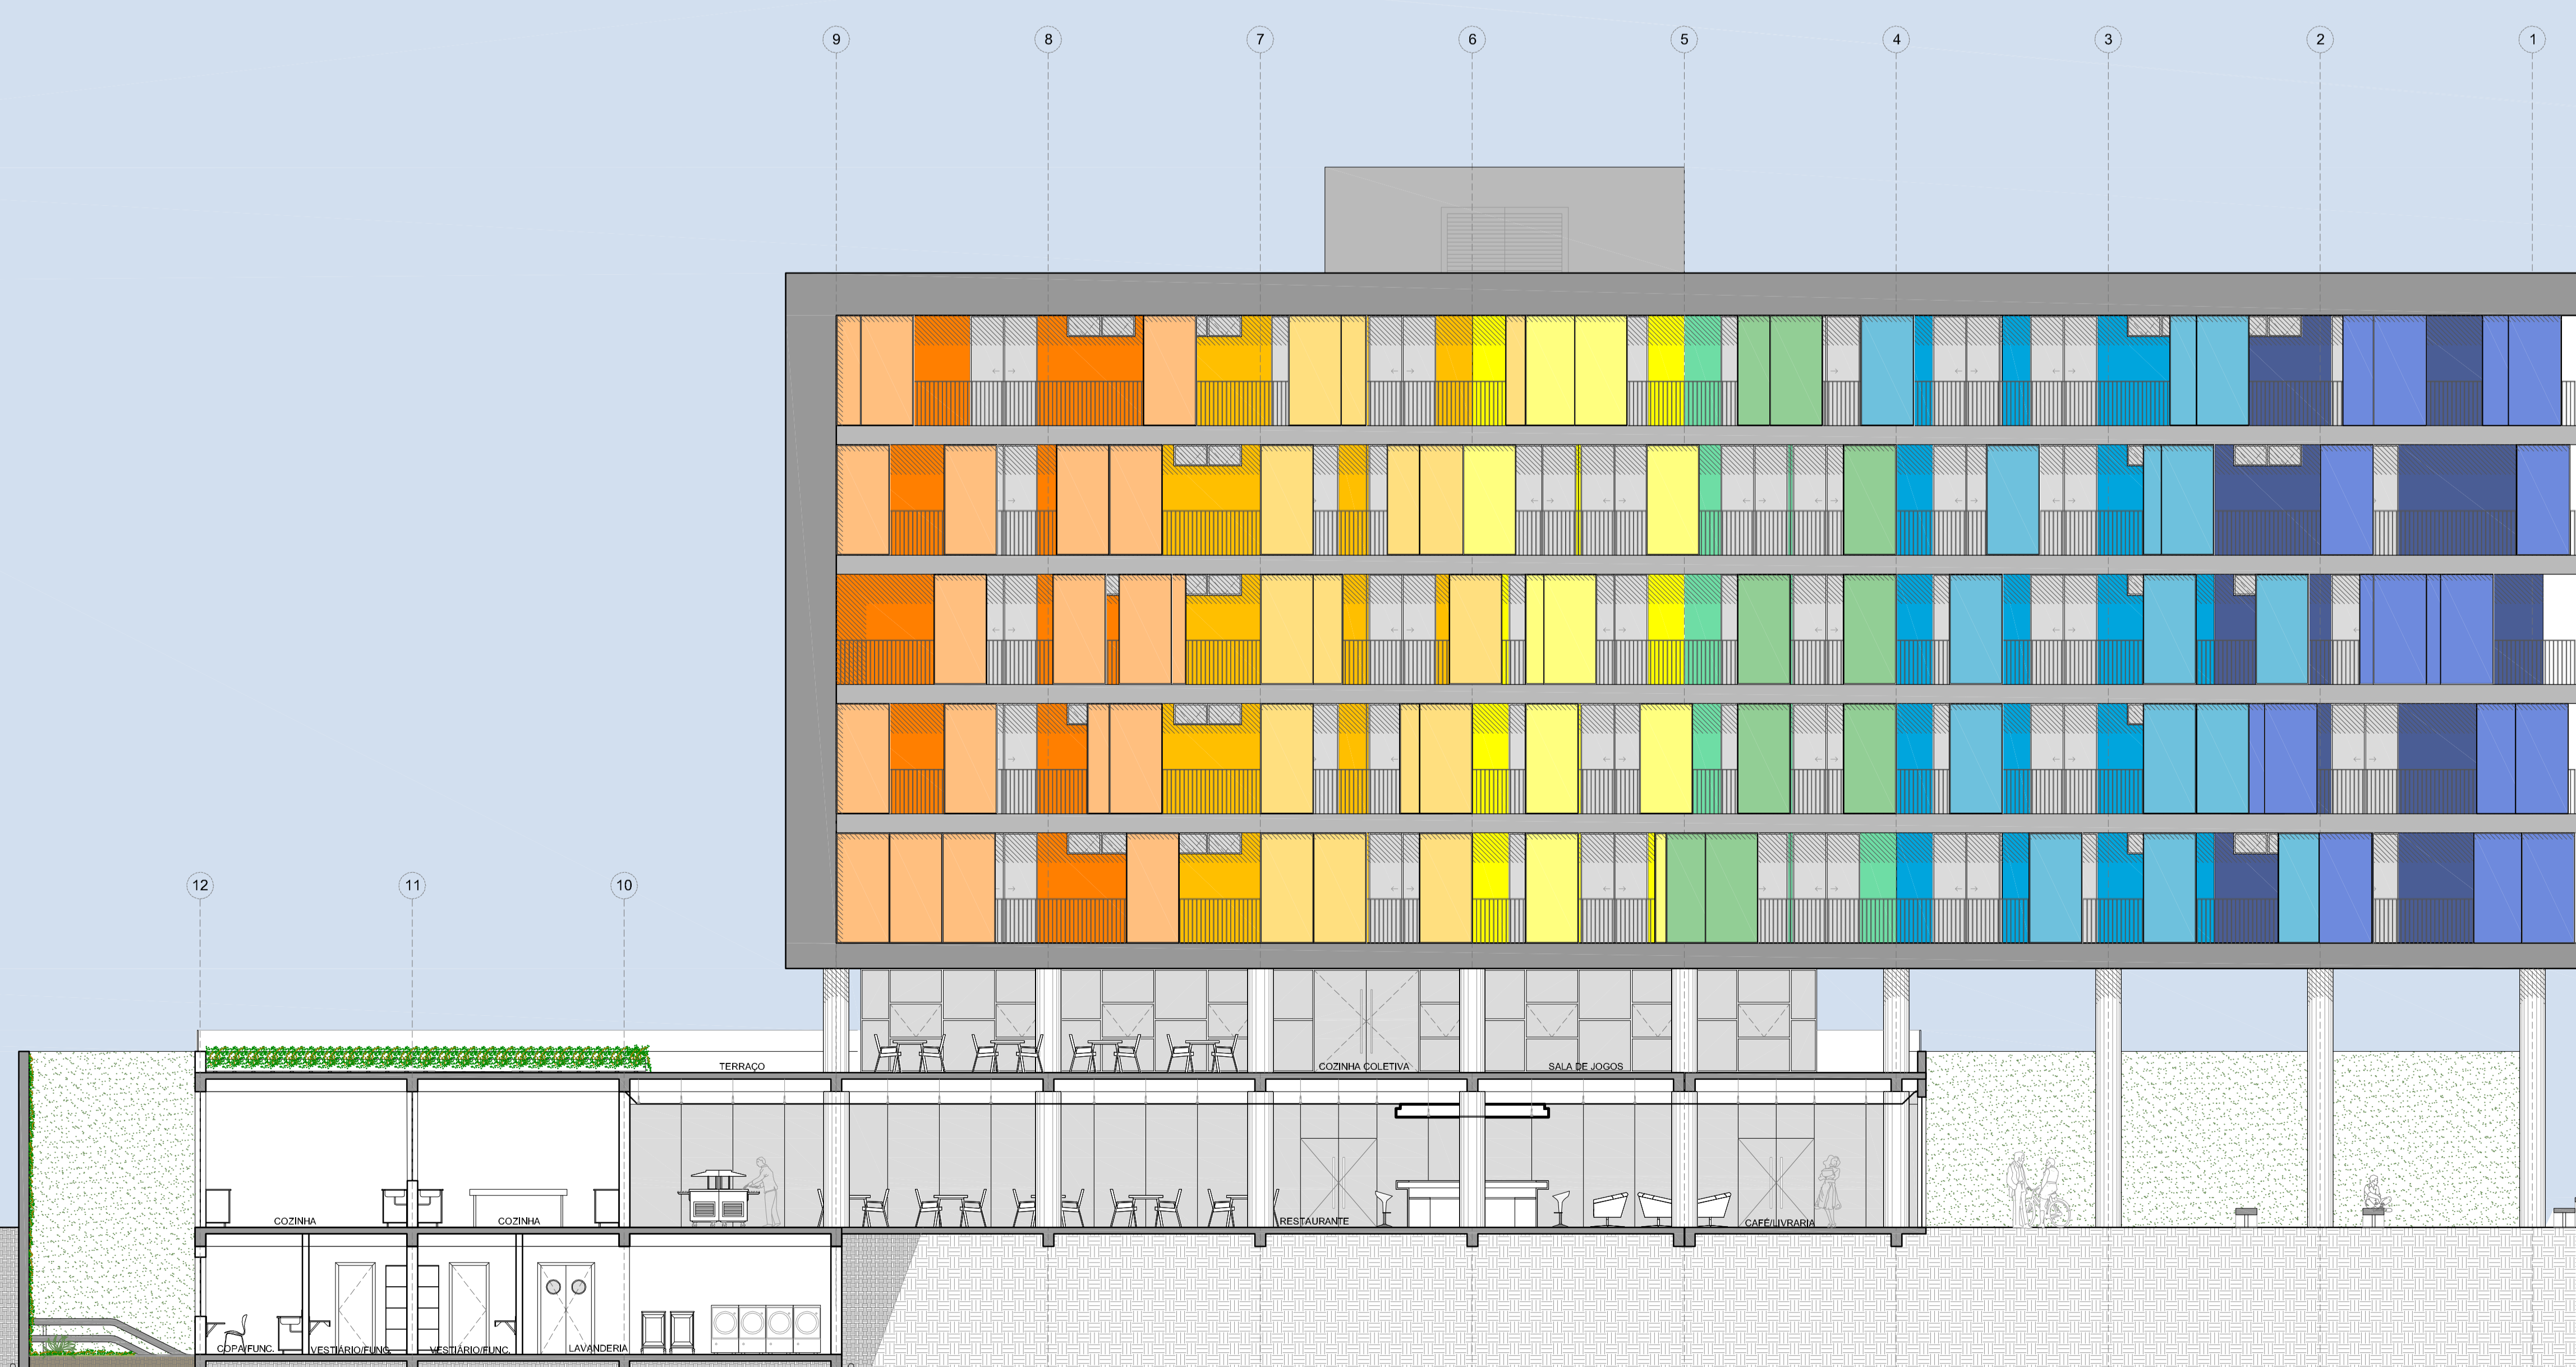 9 8 7 6 5 4 3 2 1
12 11 10
TERRAÇO COZINHA COLETIVA SALA DE JOGOS
COZINHA COZINHA RESTAURANTE CAFÉ/LIVRARIA
COPA/FUNC. VESTIÁRIO/FUNC. VESTIÁRIO/FUNC. LAVANDERIA